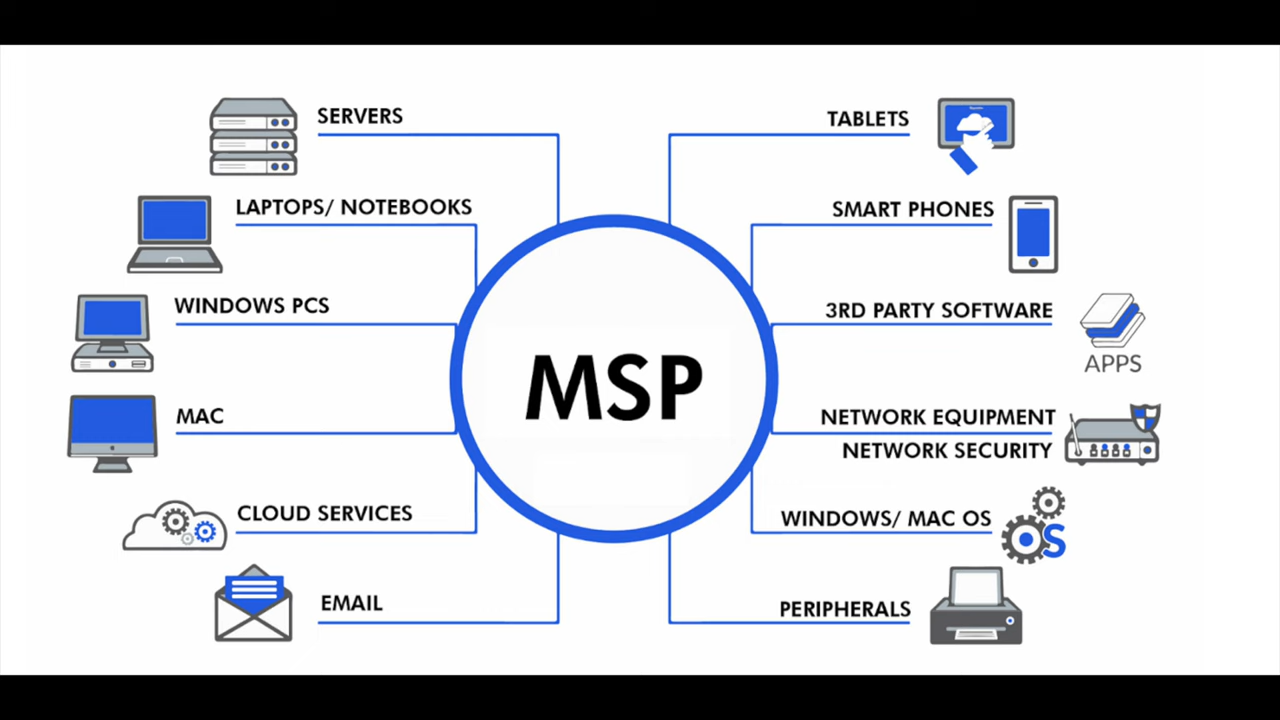 SERVERS
LAPTOPS/ NOTEBOOKS
WINDOWS PCS
MAC
CLOUD SERVICES
EMAIL
MSP
TABLETS
SMART PHONES
3RD PARTY SOFTWARE
APPS
NETWORK EQUIPMENT
NETWORK SECURITY
WINDOWS/ MAC OS
OS
PERIPHERALS